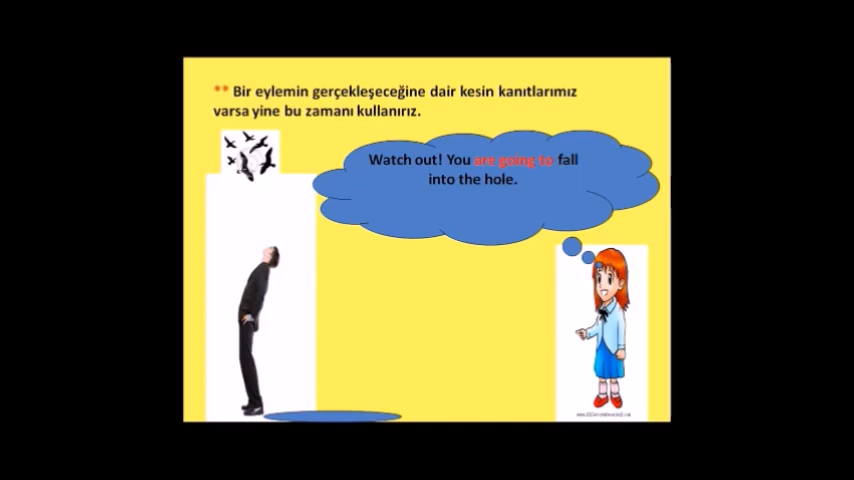 ** Bir eylemin gerçekleşeceğine dair kesin kanıtlarımız
varsa yine bu zamanı kullanırız.
Watch out! You are going to fall
into the hole.